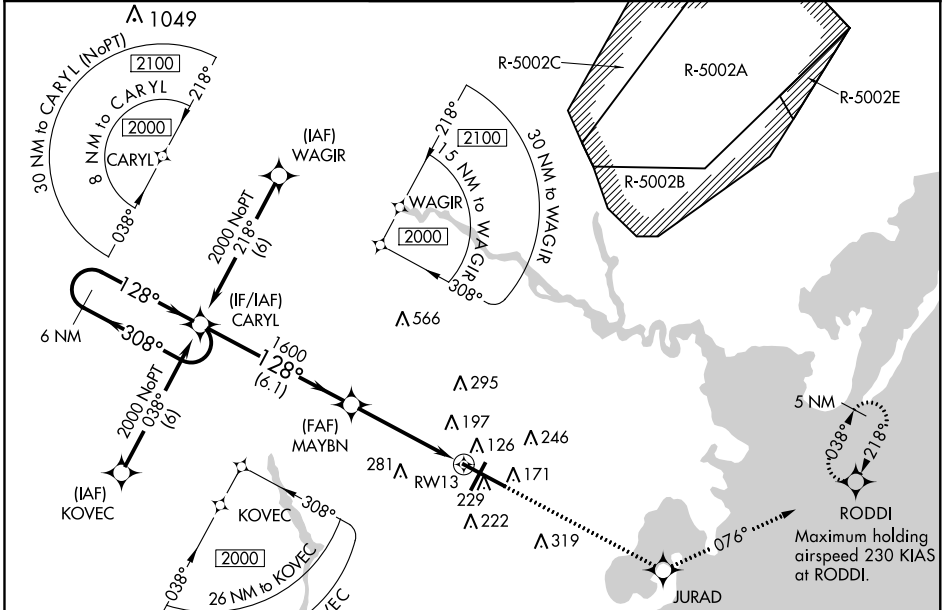 1049
30 NM to CARYL (NoPT)
2100
8 NM to CARYL
2000
218°
CARYL
038°
(IAF)
WAGIR
2000 NoPT
218°
(6)
218°
2100
15 NM to WAGIR
30 NM to WAGIR
WAGIR
2000
308°
R-5002C
R-5002A
R-5002E
R-5002B
128°
(IF/IAF)
CARYL
6 NM
308°
1600
128°
(6.1)
566
2000 NoPT
038°
(6)
(FAF)
MAYBN
295
197
126
246
281
RW13
171
229
222
319
(IAF)
KOVEC
308°
KOVEC
2000
038°
26 NM to KOVEC
VEC
5 NM
038°
218°
RODDI
Maximum holding
airspeed 230 KIAS
at RODDI.
076°
JURAD